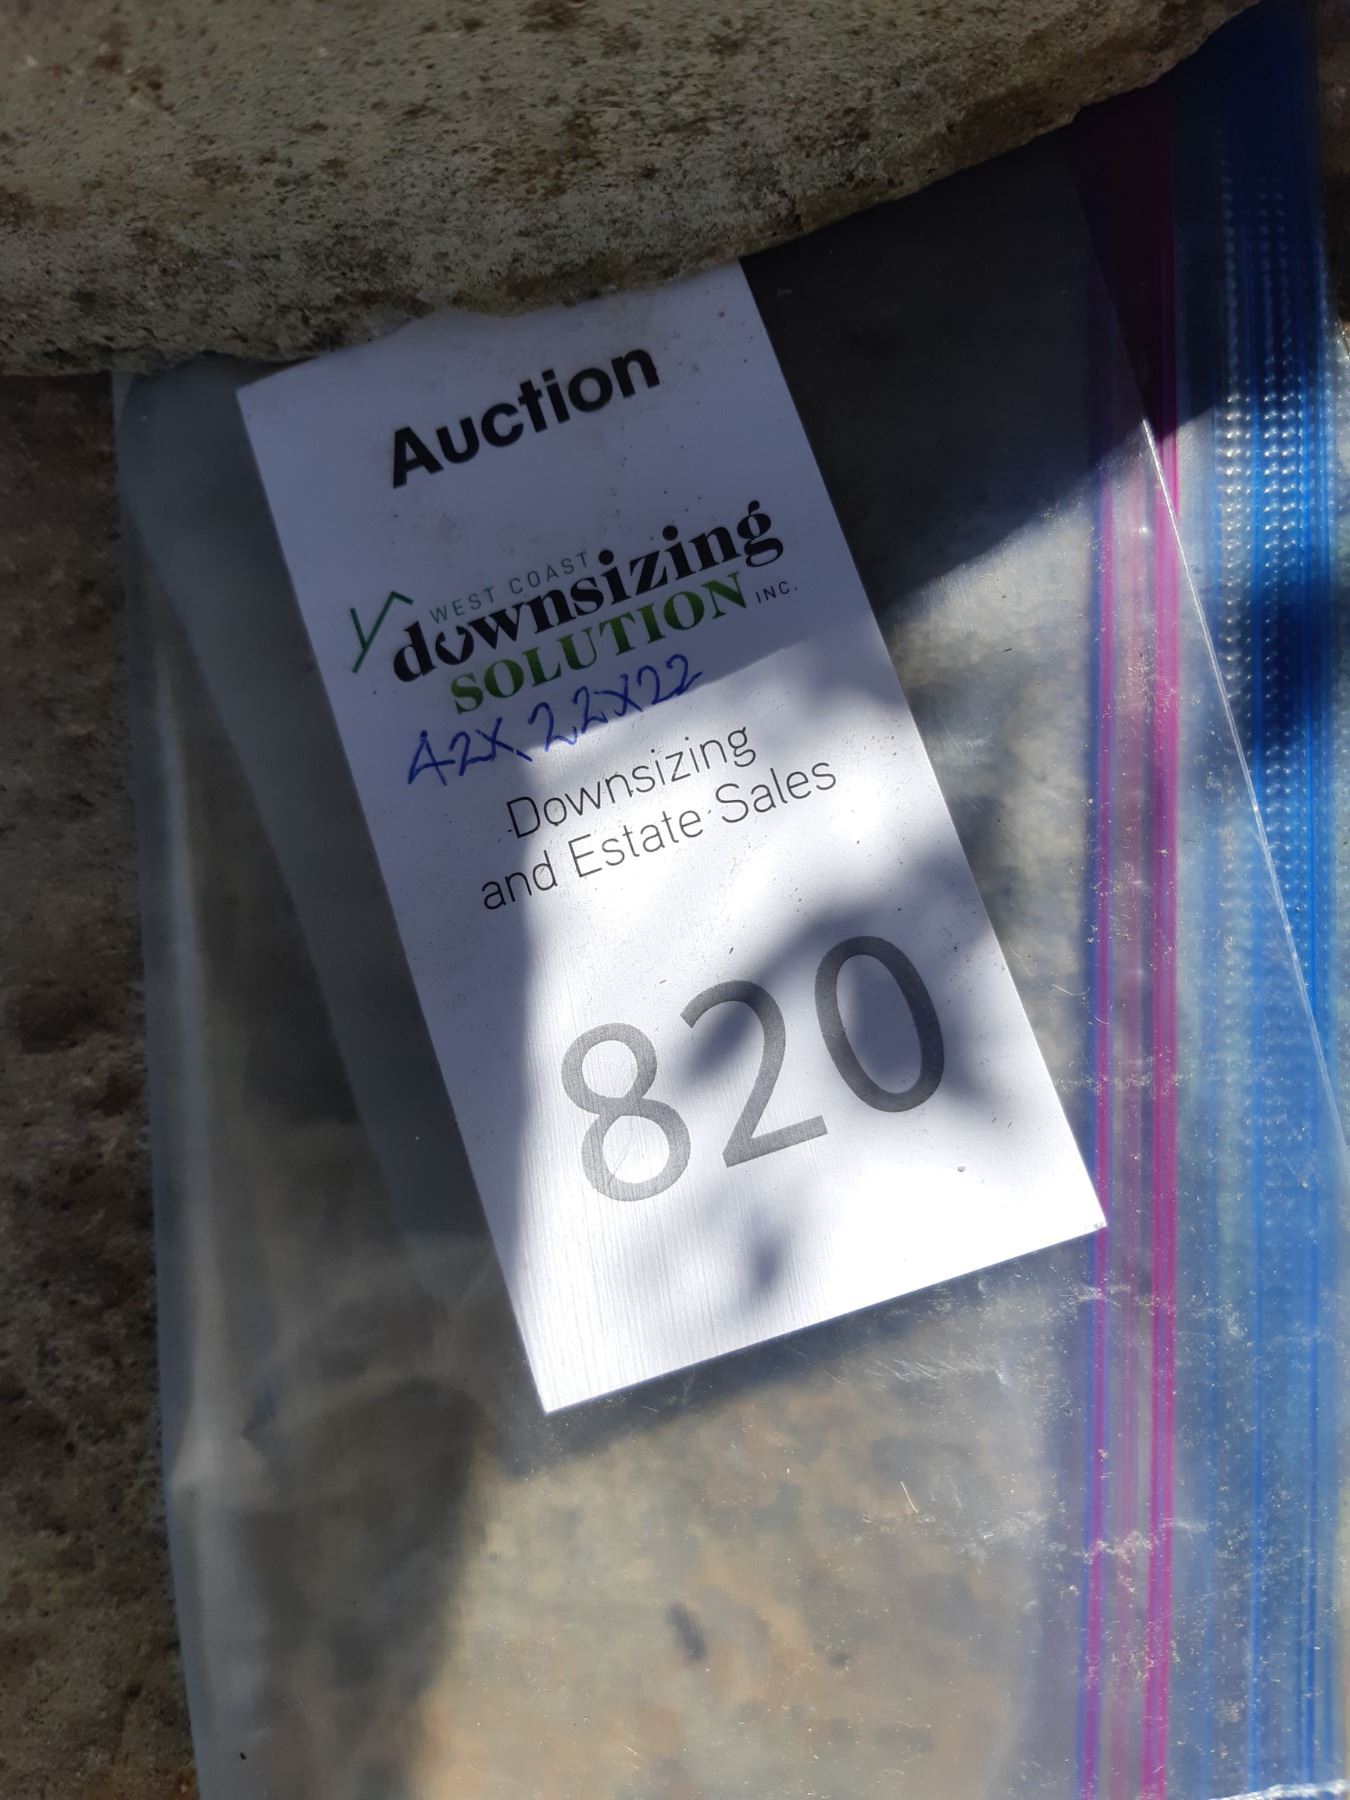 Auction
WEST COAST
downsizing
SOLUTION INC.
42X22X22
Downsizing
and Estate Sales
820